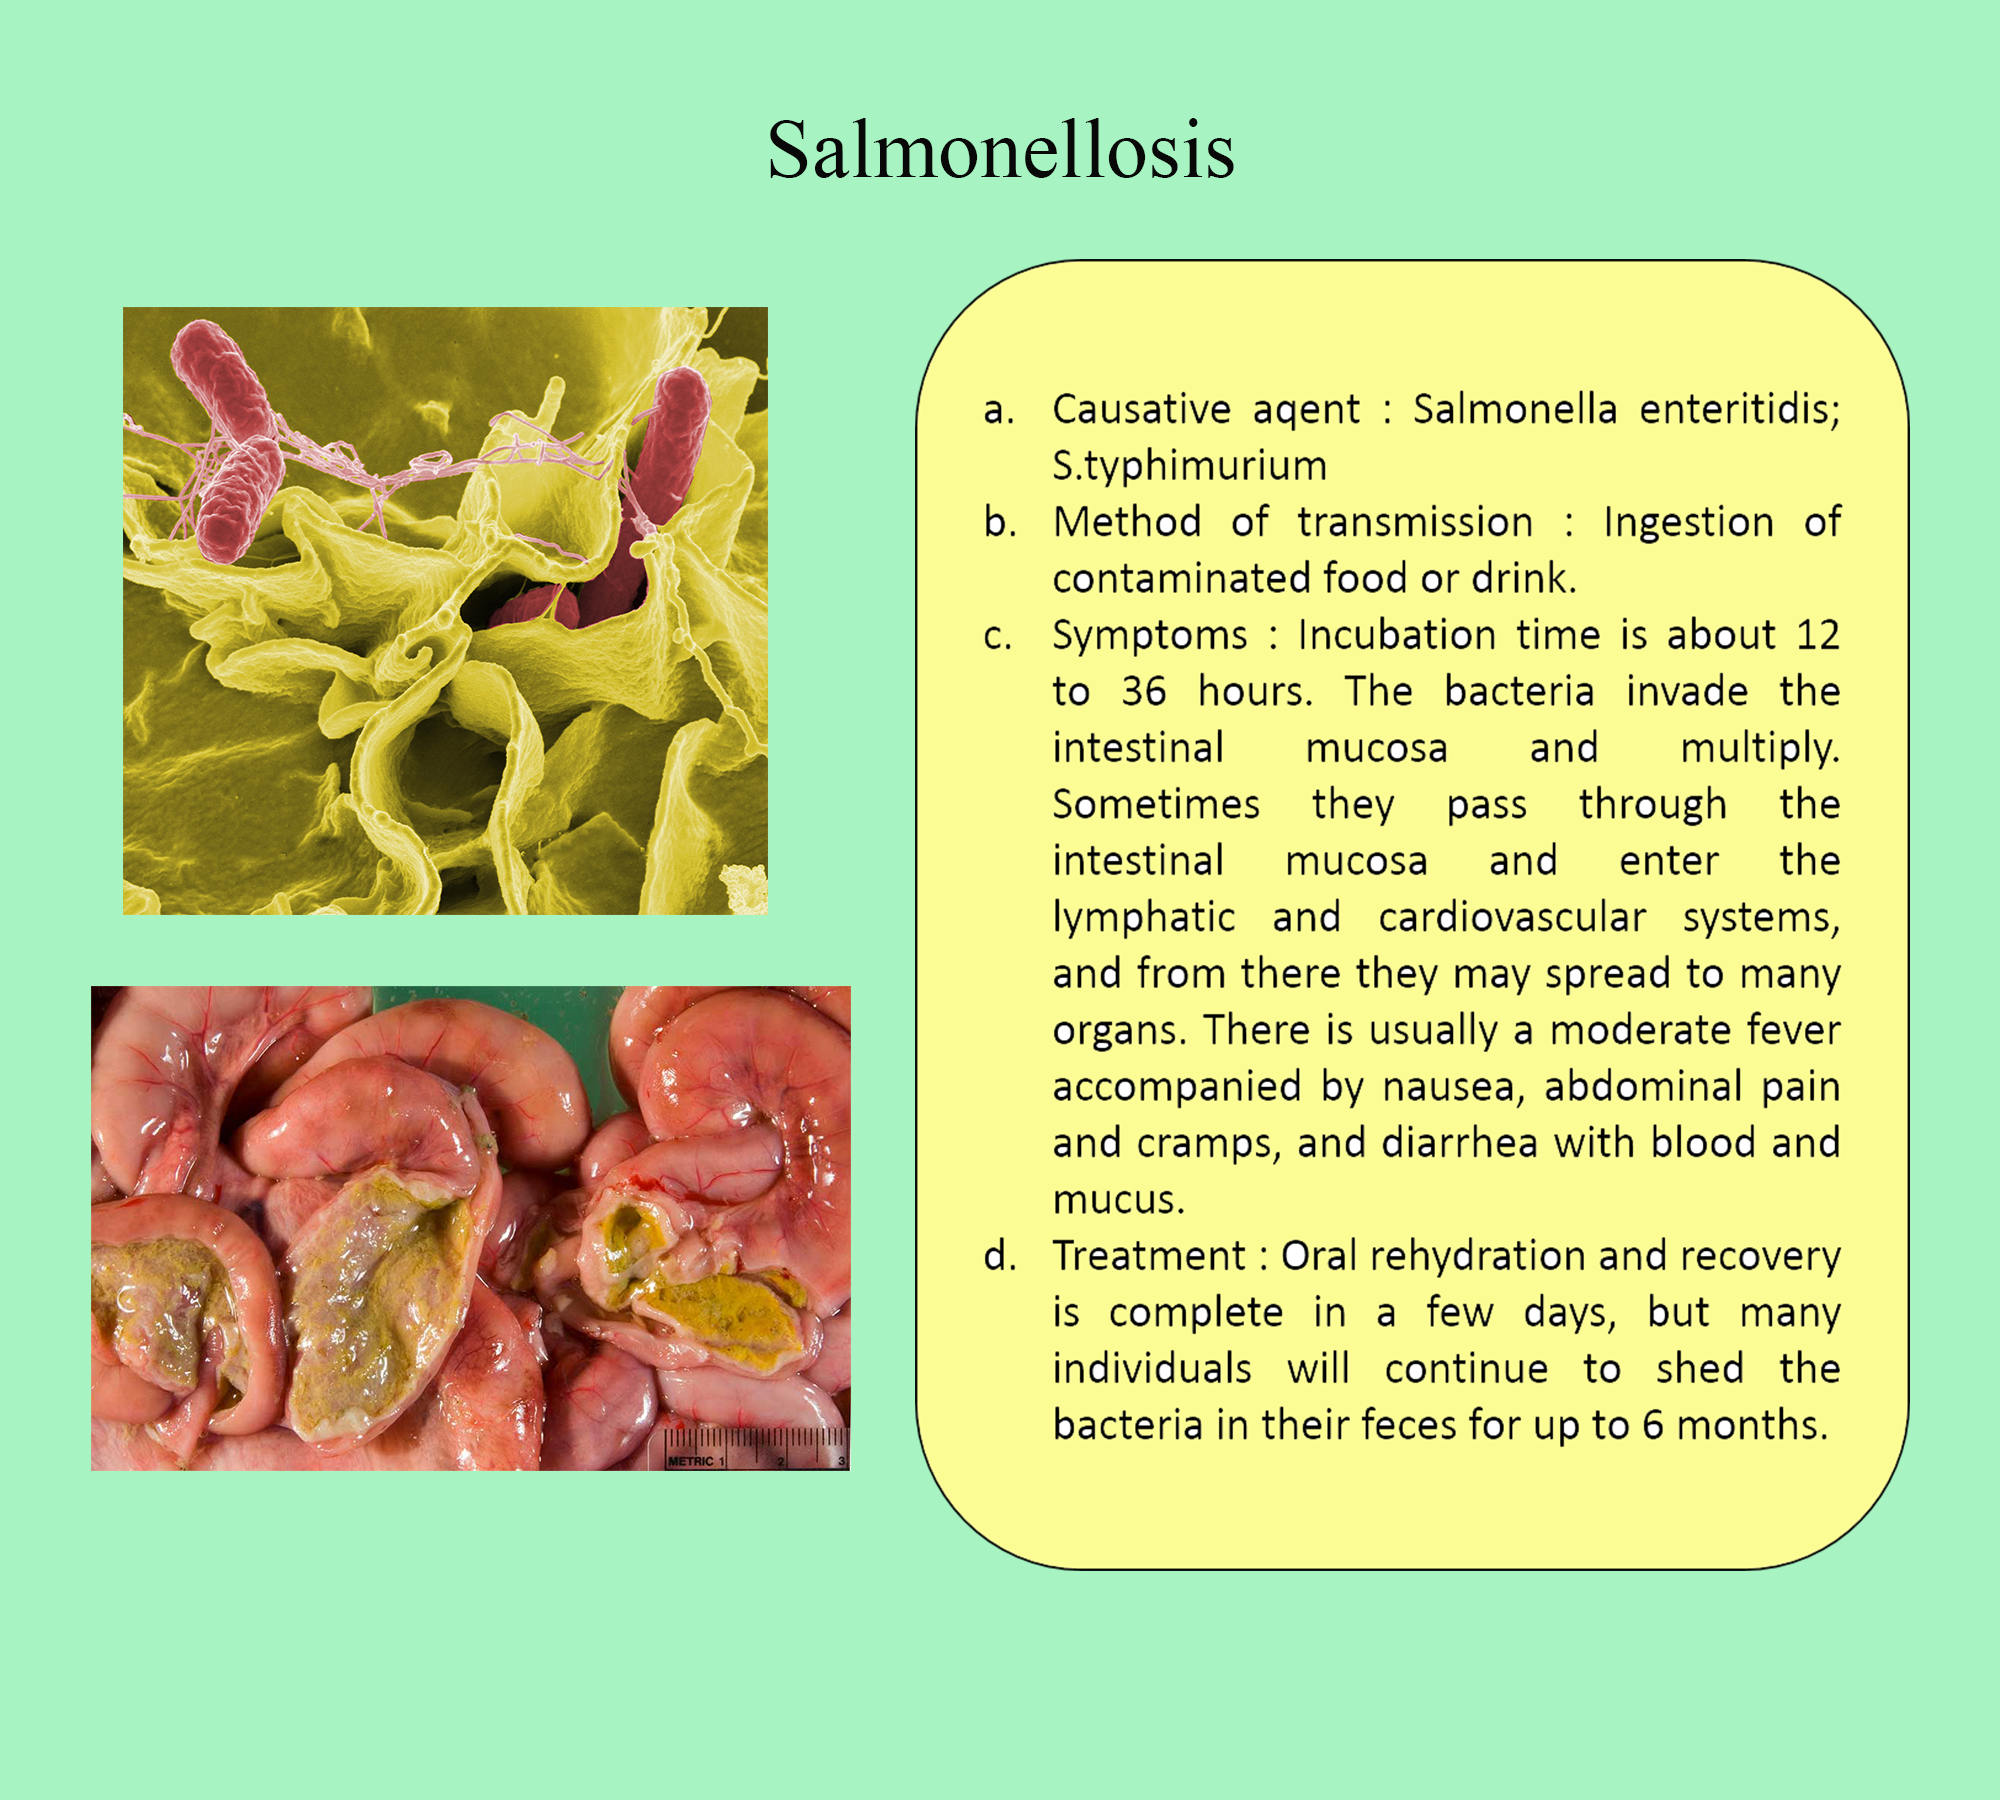 Salmonellosis
a. Causative aqent : Salmonella enteritidis;
S.typhimurium
b. Method of transmission : Ingestion of
contaminated food or drink.
c. Symptoms : Incubation time is about 12
to 36 hours. The bacteria invade the
intestinal mucosa and multiply.
Sometimes they pass through the
intestinal mucosa and enter the
lymphatic and cardiovascular systems,
and from there they may spread to many
organs. There is usually a moderate fever
accompanied by nausea, abdominal pain
and cramps, and diarrhea with blood and
mucus.
d. Treatment : Oral rehydration and recovery
is complete in a few days, but many
individuals will continue to shed the
bacteria in their feces for up to 6 months.
METRIC 1 2 3